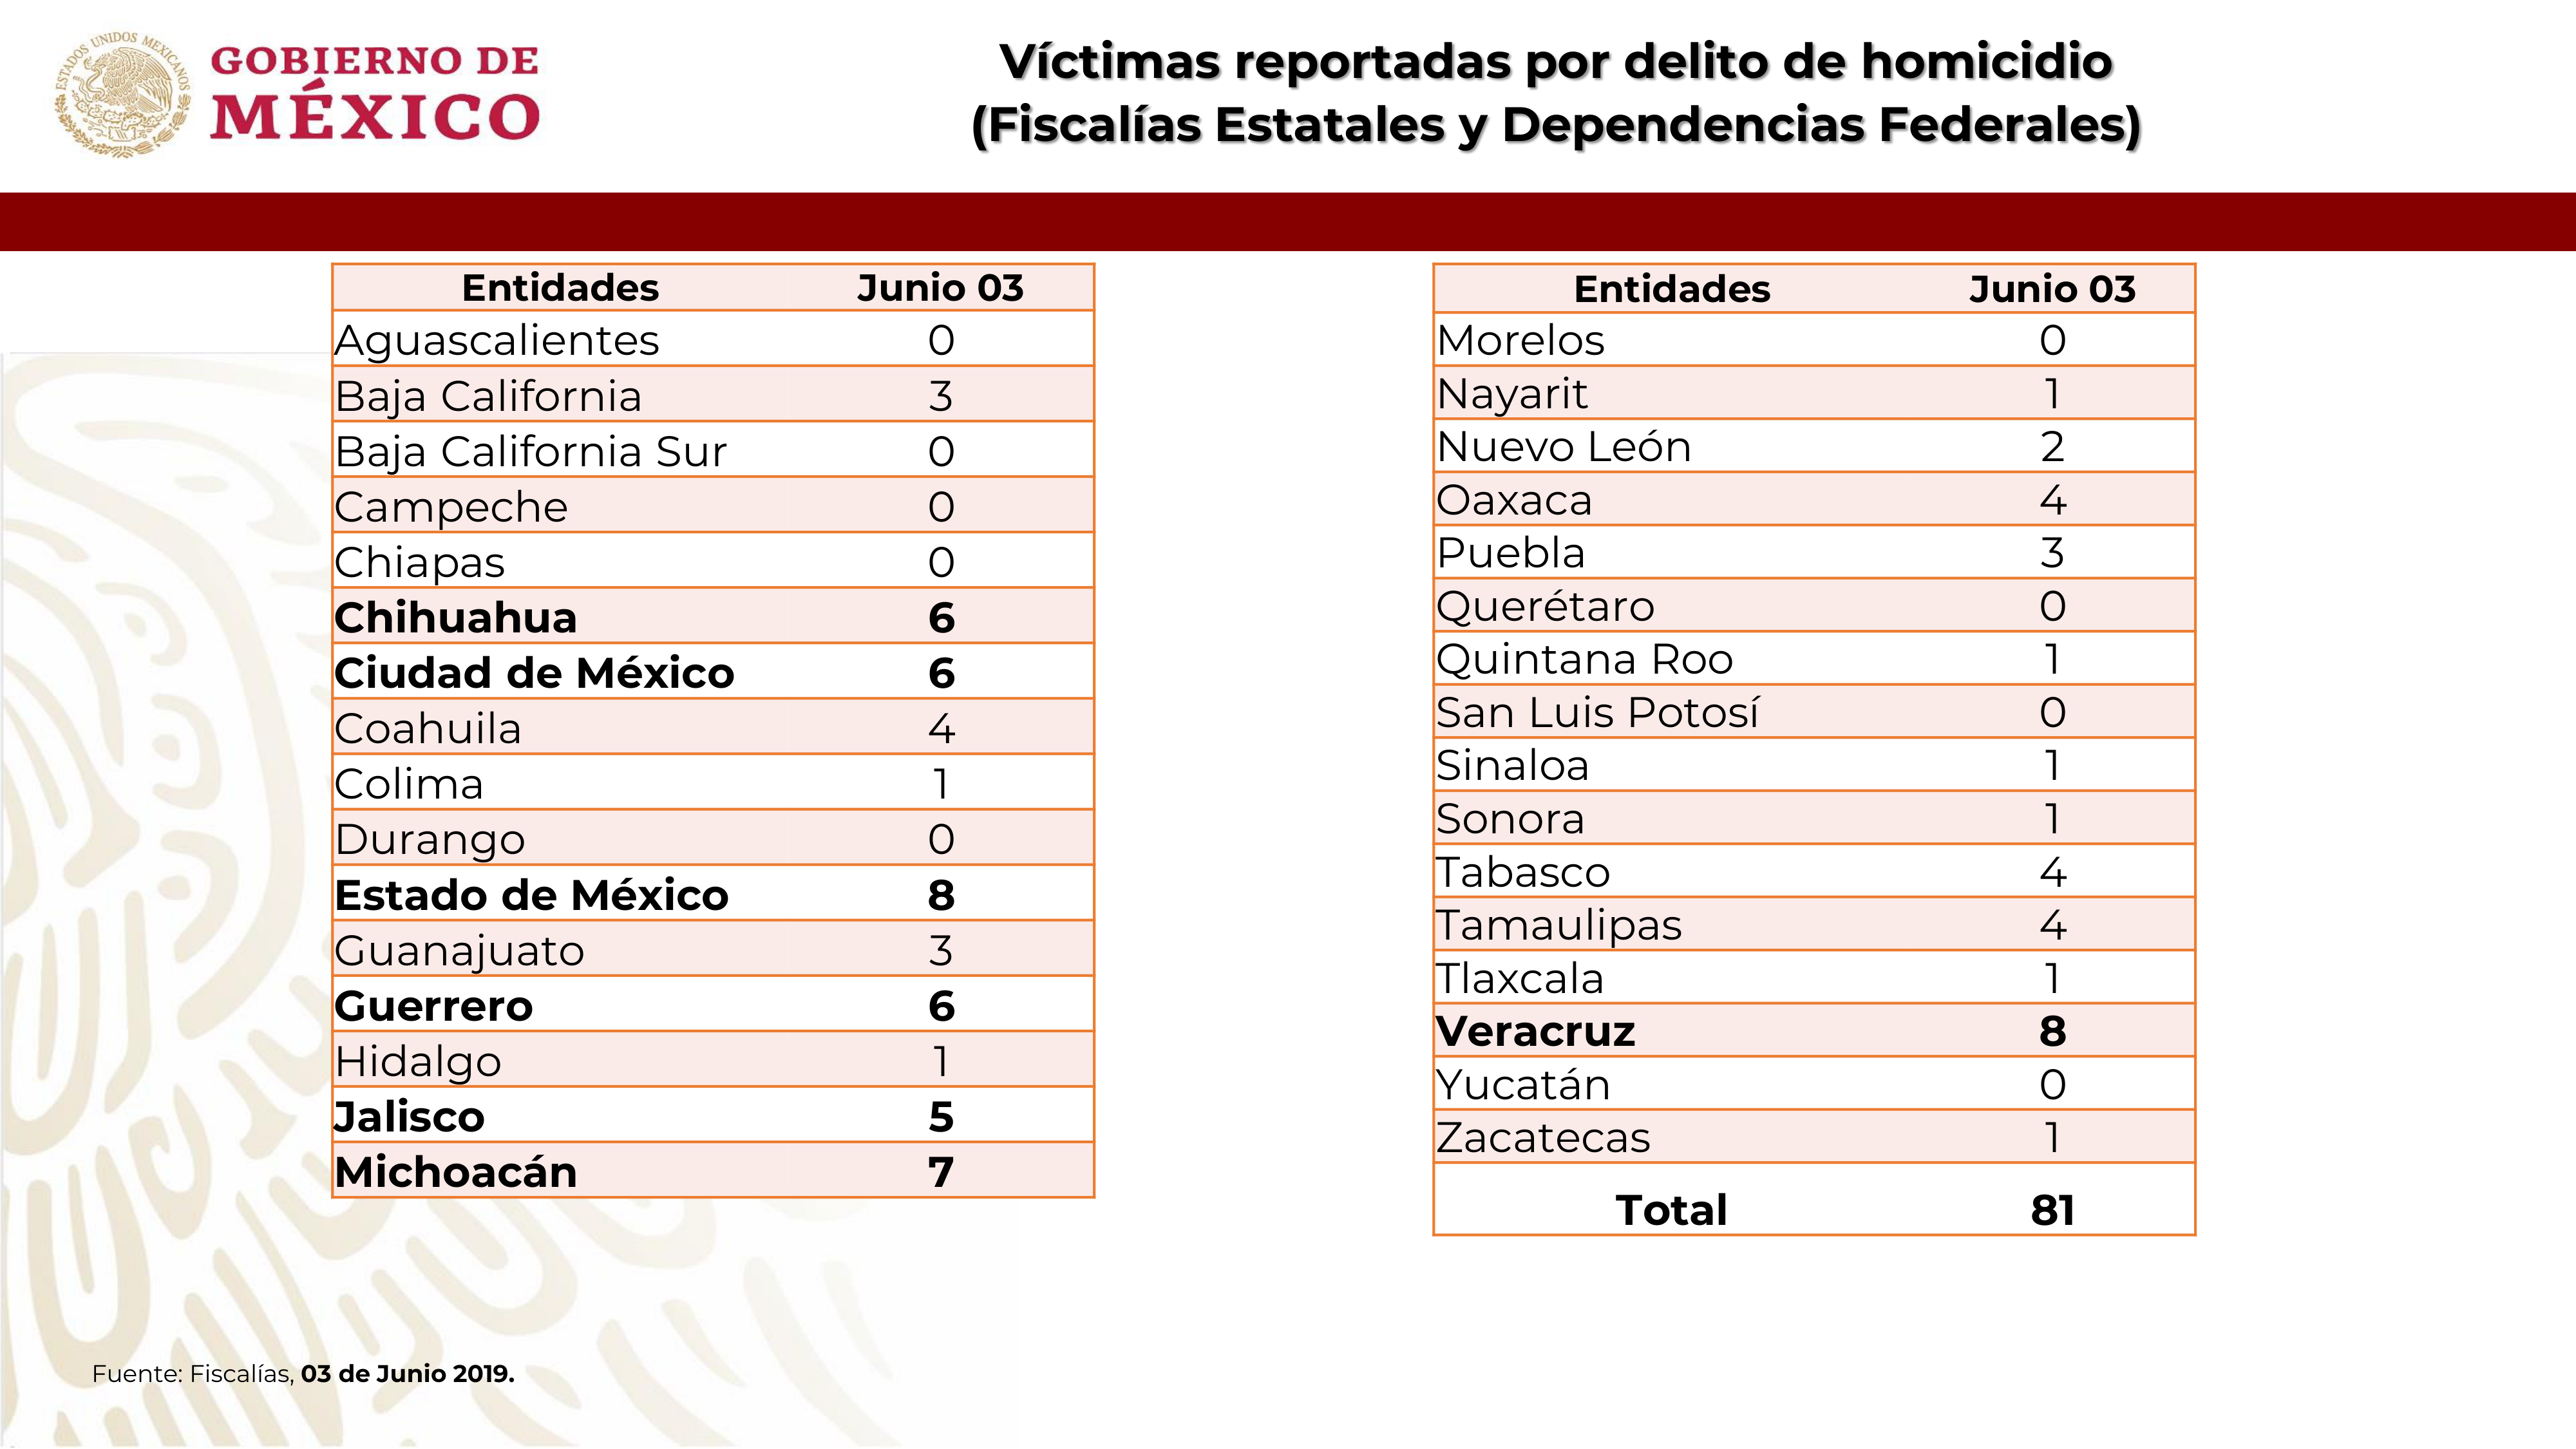 ESTADOS UNIDOS MEXICANOS
GOBIERNO DE
MÉXICO
Víctimas reportadas por delito de homicidio
(Fiscalías Estatales y Dependencias Federales)
Entidades Junio 03
Aguascalientes 0
Baja California 3
Baja California Sur 0
Campeche 0
Chiapas 0
Chihuahua 6
Ciudad de México 6
Coahuila 4
Colima 1
Durango 0
Estado de México 8
Guanajuato 3
Guerrero 6
Hidalgo 1
Jalisco 5
Michoacán 7
Entidades Junio 03
Morelos 0
Nayarit 1
Nuevo León 2
Oaxaca 4
Puebla 3
Querétaro 0
Quintana Roo 1
San Luis Potosí 0
Sinaloa 1
Sonora 1
Tabasco 4
Tamaulipas 4
Tlaxcala 1
Veracruz 8
Yucatán 0
Zacatecas 1
Total 81
Fuente: Fiscalías, 03 de Junio 2019.